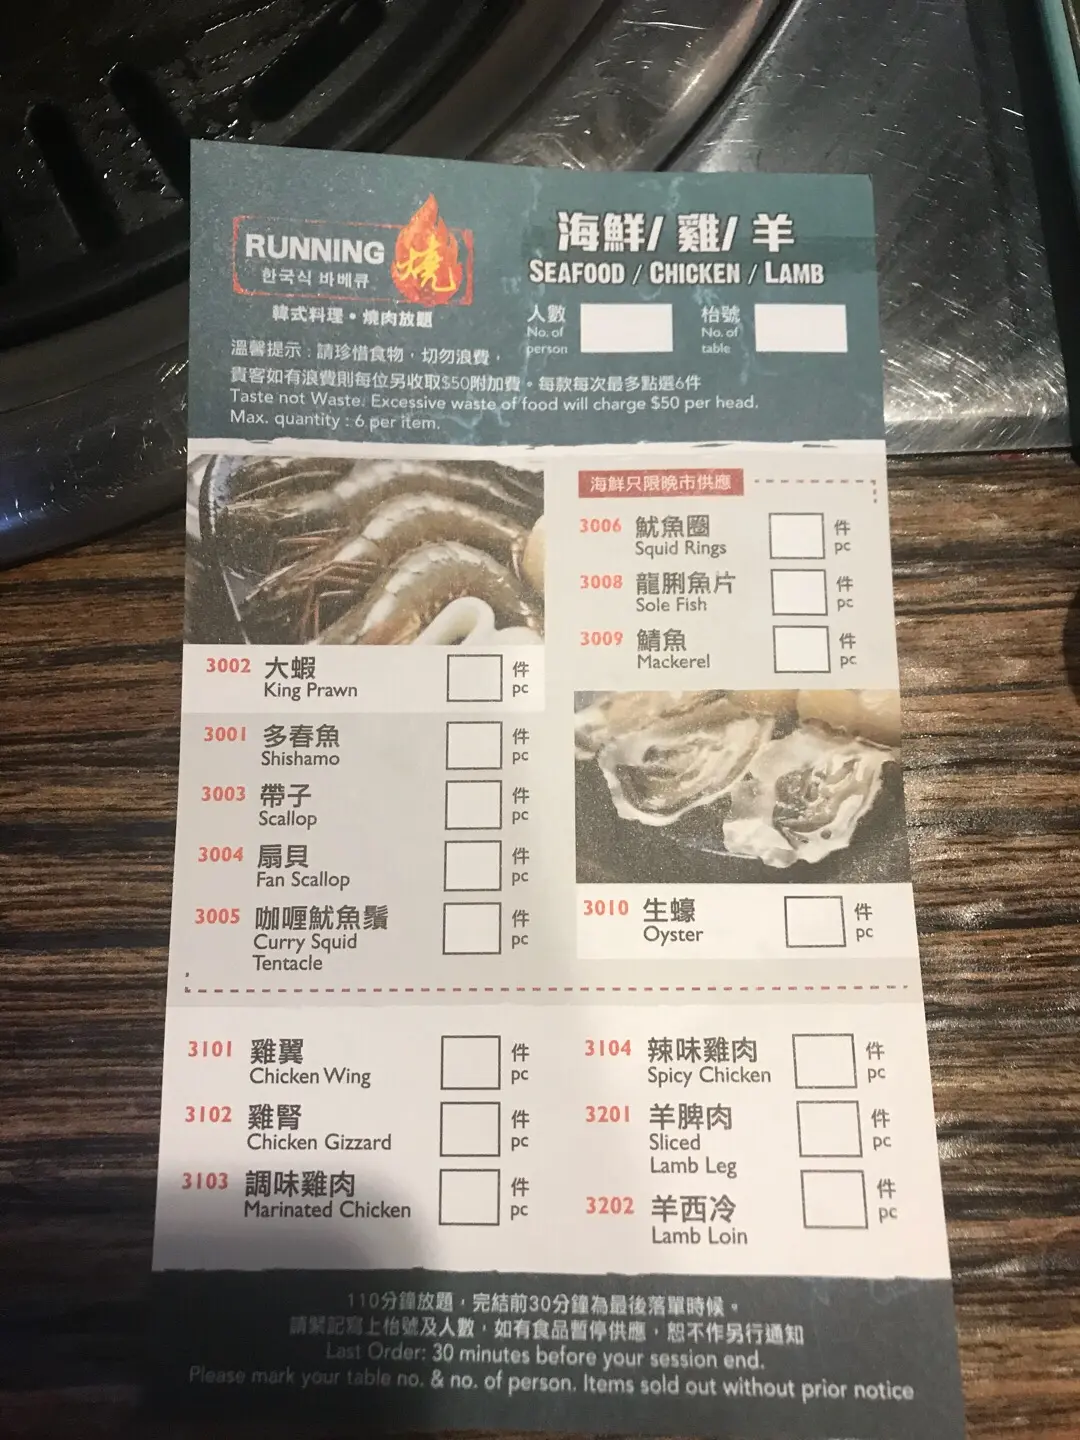 RUNNING
燒
한국식 바베큐
韓式料理・燒肉放題
海鮮/ 雞/ 羊
SEAFOOD / CHICKEN / LAMB
人數
No. of
person
枱號
No. of
table
溫馨提示：請珍惜食物，切勿浪費，
貴客如有浪費則每位另收取$50附加費。每款每次最多點選6件
Taste not Waste. Excessive waste of food will charge $50 per head.
Max. quantity : 6 per item.
3002 大蝦 件
King Prawn pc
3001 多春魚 件
Shishamo pc
3003 帶子 件
Scallop pc
3004 扇貝 件
Fan Scallop pc
3005 咖喱魷魚鬚 件
Curry Squid pc
Tentacle
海鮮只限晚市供應
3006 魷魚圈 件
Squid Rings pc
3008 龍脷魚片 件
Sole Fish pc
3009 鯖魚 件
Mackerel pc
3010 生蠔 件
Oyster pc
3101 雞翼 件
Chicken Wing pc
3102 雞腎 件
Chicken Gizzard pc
3103 調味雞肉 件
Marinated Chicken pc
3104 辣味雞肉 件
Spicy Chicken pc
3201 羊脾肉 件
Sliced pc
Lamb Leg
3202 羊西冷 件
Lamb Loin pc
110分鐘放題，完結前30分鐘為最後落單時候。
請緊記寫上枱號及人數，如有食品暫停供應，恕不作另行通知
Last Order: 30 minutes before your session end.
Please mark your table no. & no. of person. Items sold out without prior notice